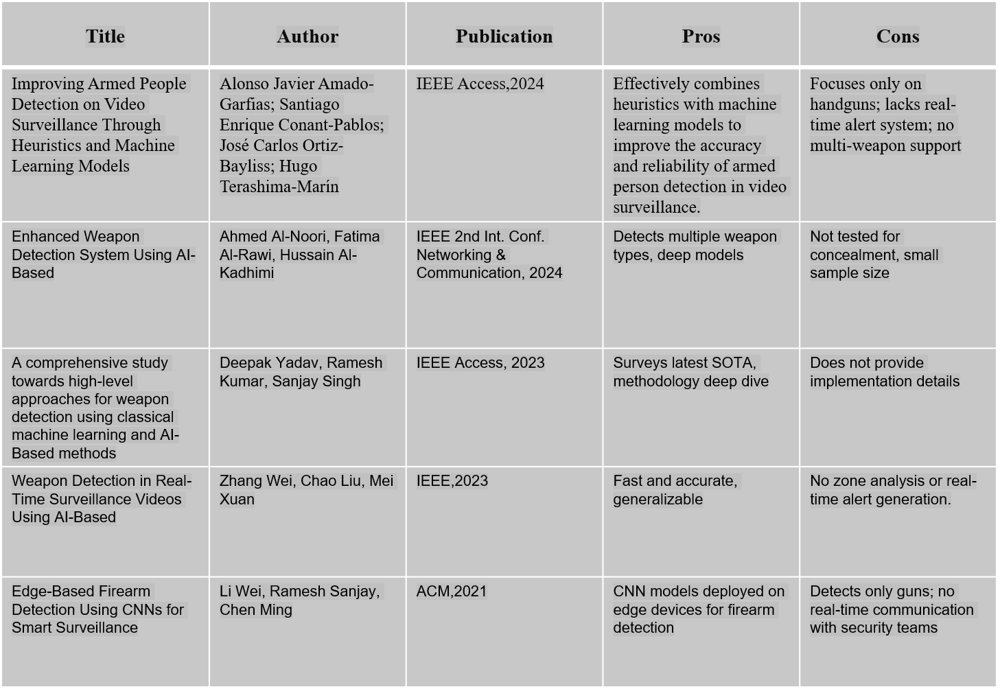 Title
Author
Publication
Pros
Cons
Improving Armed People
Detection on Video
Surveillance Through
Heuristics and Machine
Learning Models
Alonso Javier Amado-
Garfias; Santiago
Enrique Conant-Pablos;
José Carlos Ortiz-
Bayliss; Hugo
Terashima-Marín
IEEE Access,2024
Effectively combines
heuristics with machine
learning models to
improve the accuracy
and reliability of armed
person detection in video
surveillance.
Focuses only on
handguns; lacks real-
time alert system; no
multi-weapon support
Enhanced Weapon
Detection System Using AI-
Based
Ahmed Al-Noori, Fatima
Al-Rawi, Hussain Al-
Kadhimi
IEEE 2nd Int. Conf.
Networking &
Communication, 2024
Detects multiple weapon
types, deep models
Not tested for
concealment, small
sample size
A comprehensive study
towards high-level
approaches for weapon
detection using classical
machine learning and AI-
Based methods
Deepak Yadav, Ramesh
Kumar, Sanjay Singh
IEEE Access, 2023
Surveys latest SOTA,
methodology deep dive
Does not provide
implementation details
Weapon Detection in Real-
Time Surveillance Videos
Using AI-Based
Zhang Wei, Chao Liu, Mei
Xuan
IEEE,2023
Fast and accurate,
generalizable
No zone analysis or real-
time alert generation.
Edge-Based Firearm
Detection Using CNNs for
Smart Surveillance
Li Wei, Ramesh Sanjay,
Chen Ming
ACM,2021
CNN models deployed on
edge devices for firearm
detection
Detects only guns; no
real-time communication
with security teams